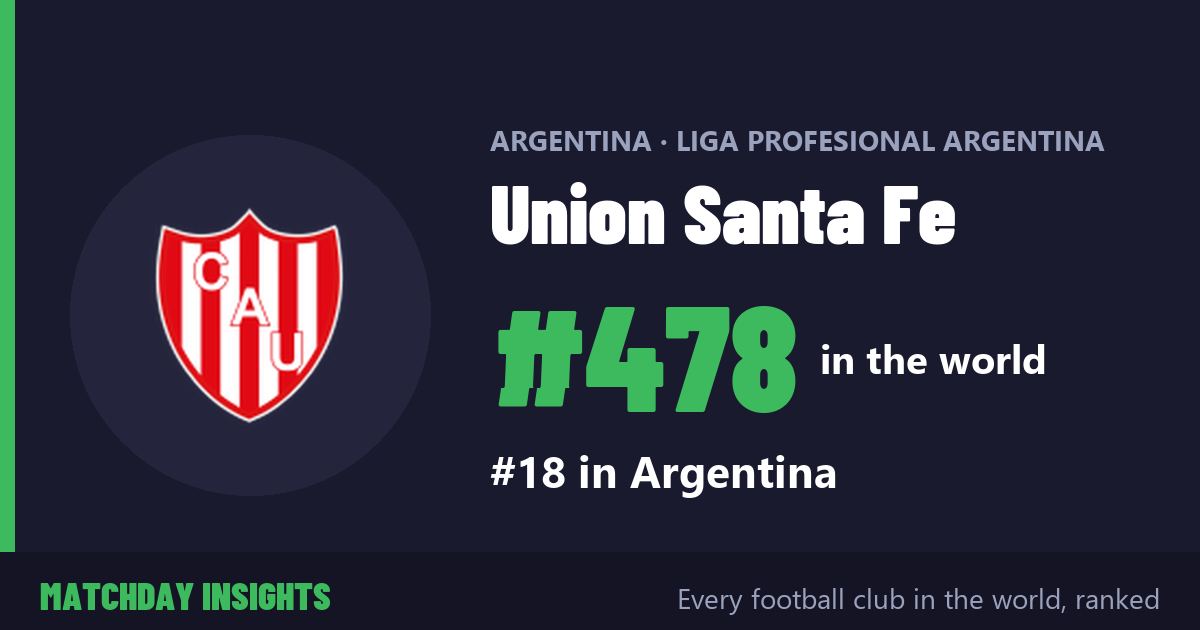 ARGENTINA · LIGA PROFESIONAL ARGENTINA
Union Santa Fe
C
A
U
#478 in the world
#18 in Argentina
MATCHDAY INSIGHTS
Every football club in the world, ranked